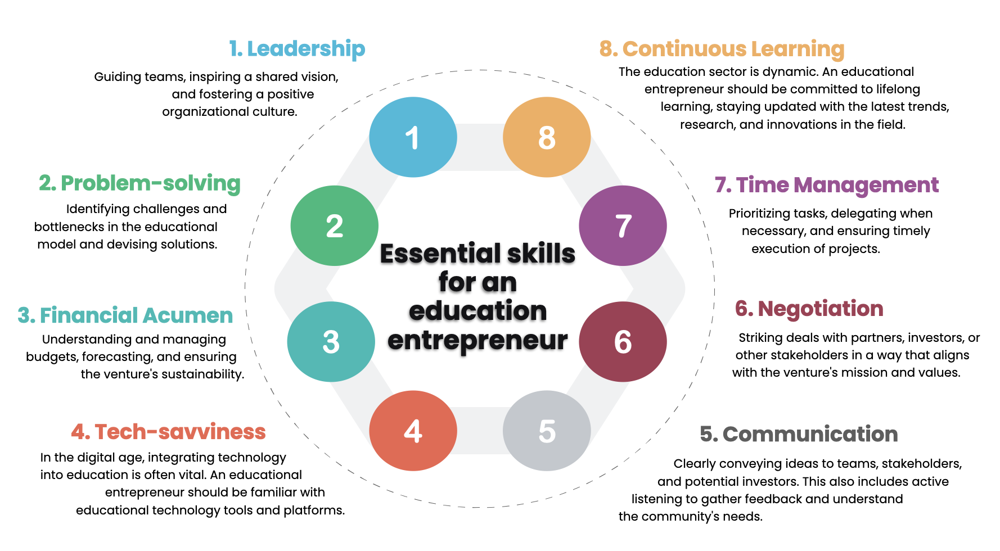 1. Leadership
Guiding teams, inspiring a shared vision,
and fostering a positive
organizational culture.
2. Problem-solving
Identifying challenges and
bottlenecks in the educational
model and devising solutions.
3. Financial Acumen
Understanding and managing
budgets, forecasting, and ensuring
the venture's sustainability.
4. Tech-savviness
In the digital age, integrating technology
into education is often vital. An educational
entrepreneur should be familiar with
educational technology tools and platforms.
1
2
3
4
Essential skills
for an
education
entrepreneur
8
7
6
5
8. Continuous Learning
The education sector is dynamic. An educational
entrepreneur should be committed to lifelong
learning, staying updated with the latest trends,
research, and innovations in the field.
7. Time Management
Prioritizing tasks, delegating when
necessary, and ensuring timely
execution of projects.
6. Negotiation
Striking deals with partners, investors, or
other stakeholders in a way that aligns
with the venture's mission and values.
5. Communication
Clearly conveying ideas to teams, stakeholders,
and potential investors. This also includes active
listening to gather feedback and understand
the community's needs.